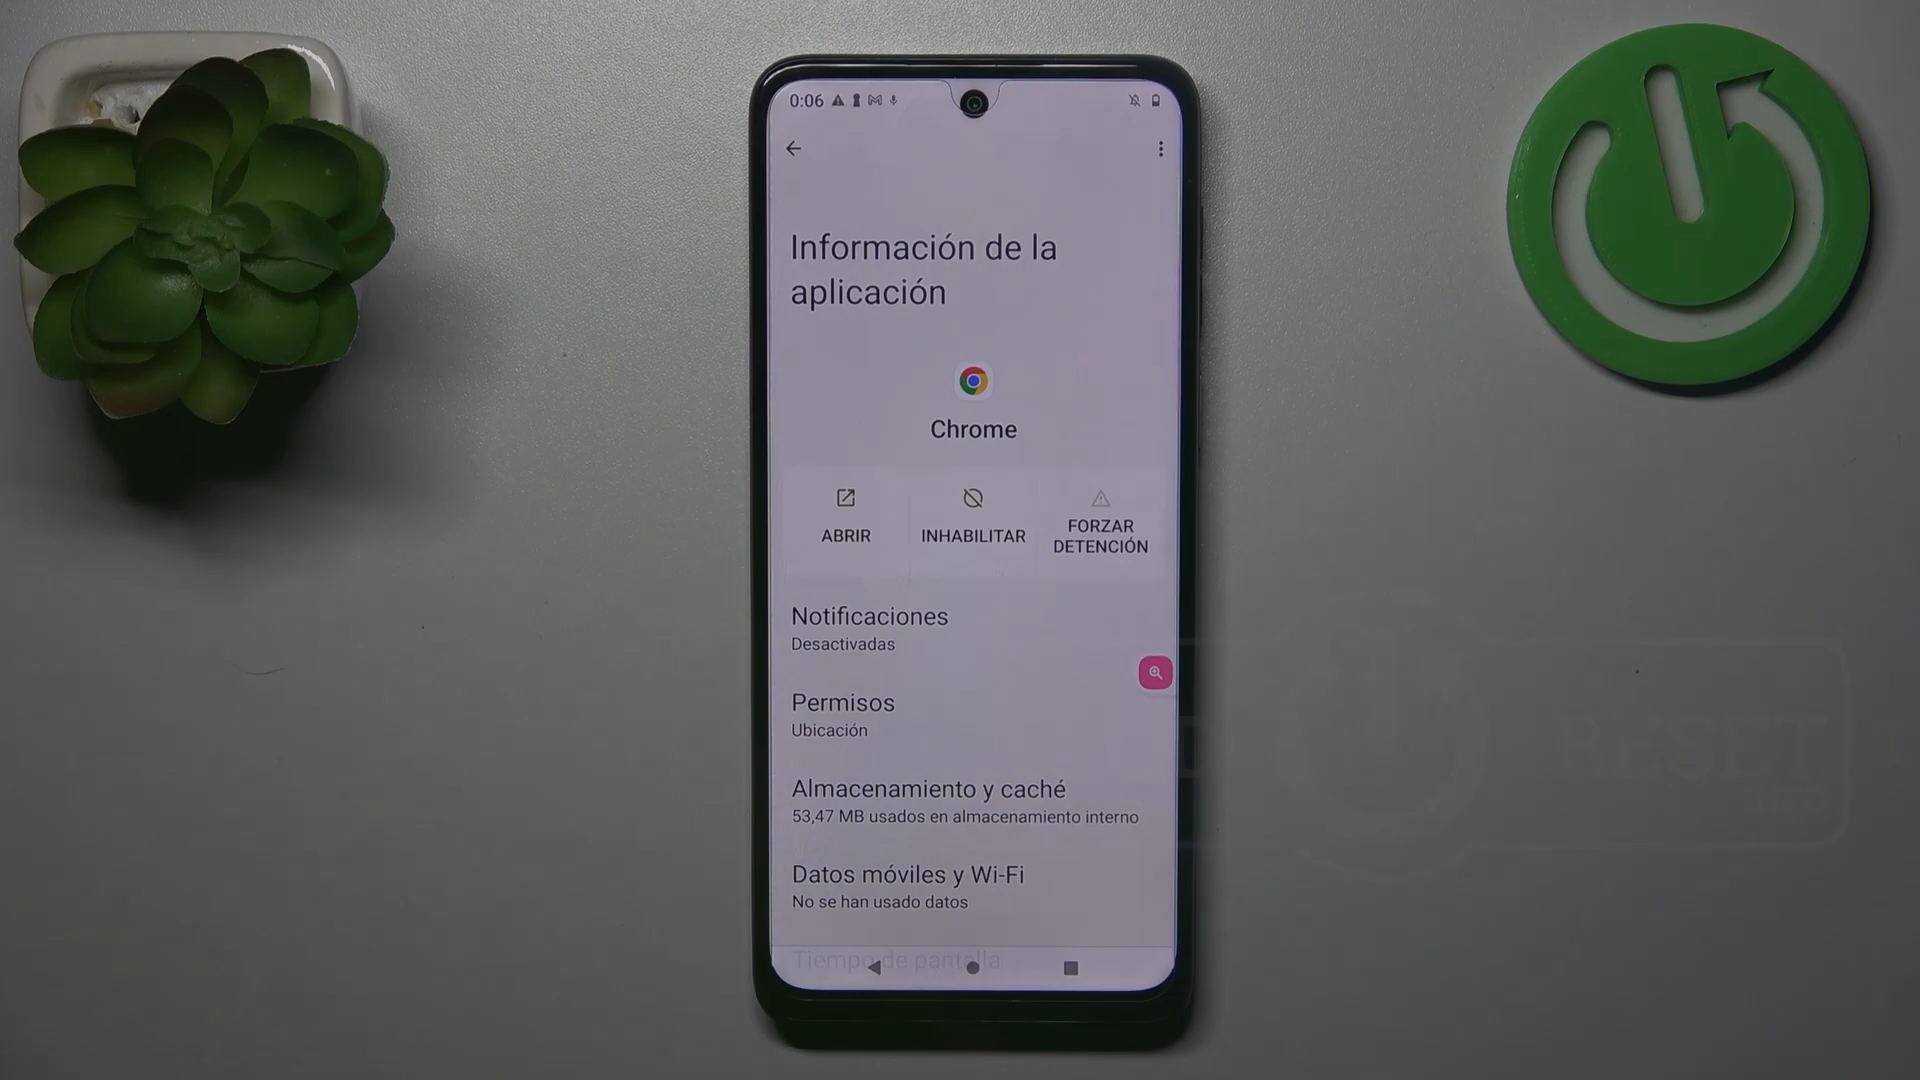 0:06
Información de la
aplicación
Chrome
ABRIR
INHABILITAR
FORZAR
DETENCIÓN
Notificaciones
Desactivadas
Permisos
Ubicación
Almacenamiento y caché
53,47 MB usados en almacenamiento interno
Datos móviles y Wi-Fi
No se han usado datos
Tiempo de pantalla
RESET